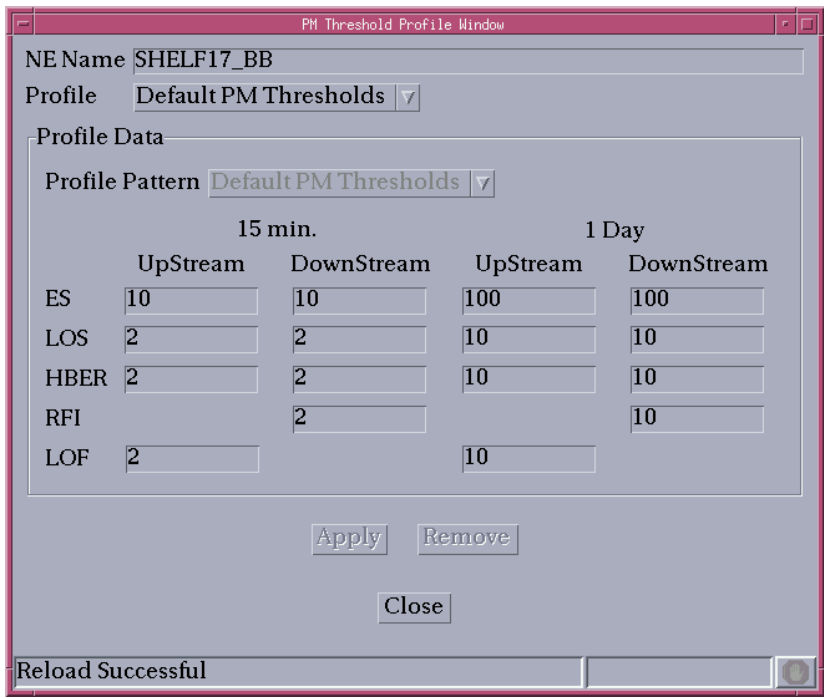 PM Threshold Profile Window
NE Name SHELF17_BB
Profile Default PM Thresholds
Profile Data
Profile Pattern Default PM Thresholds
15 min. 1 Day
UpStream DownStream UpStream DownStream
ES 10 10 100 100
LOS 2 2 10 10
HBER 2 2 10 10
RFI 2 10
LOF 2 10
Apply Remove
Close
Reload Successful